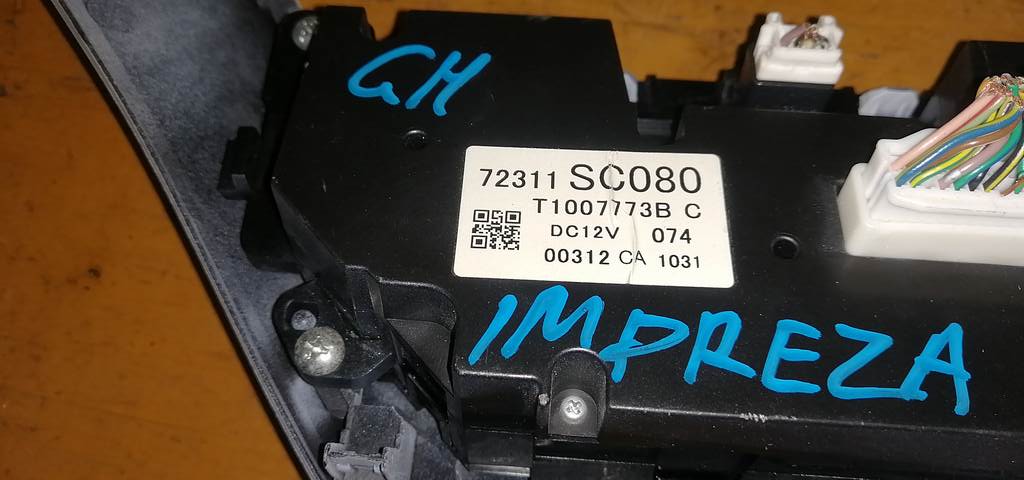 GH
72311 SC080
T1007773B C
DC12V 074
00312 CA 1031
IMPREZA